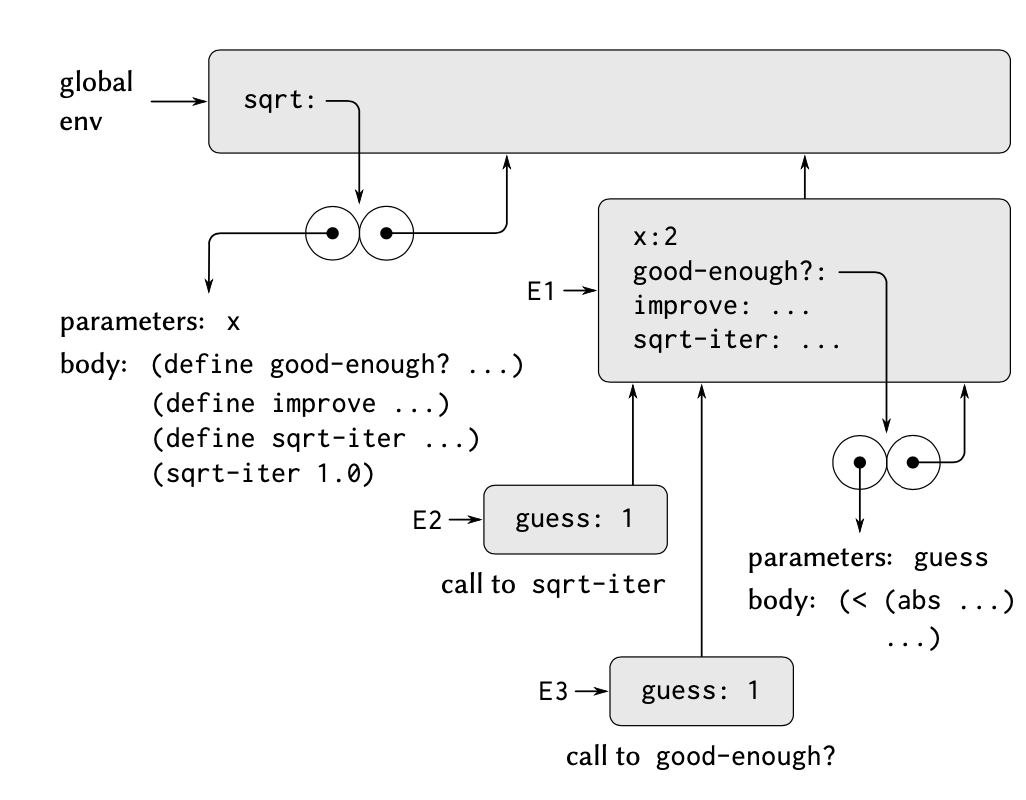 global
env
sqrt:
x:2
good-enough?:
improve: ...
sqrt-iter: ...
E1
parameters: x
body: (define good-enough? ...)
(define improve ...)
(define sqrt-iter ...)
(sqrt-iter 1.0)
E2
guess: 1
call to sqrt-iter
parameters: guess
body: (< (abs ...)
...)
E3
guess: 1
call to good-enough?